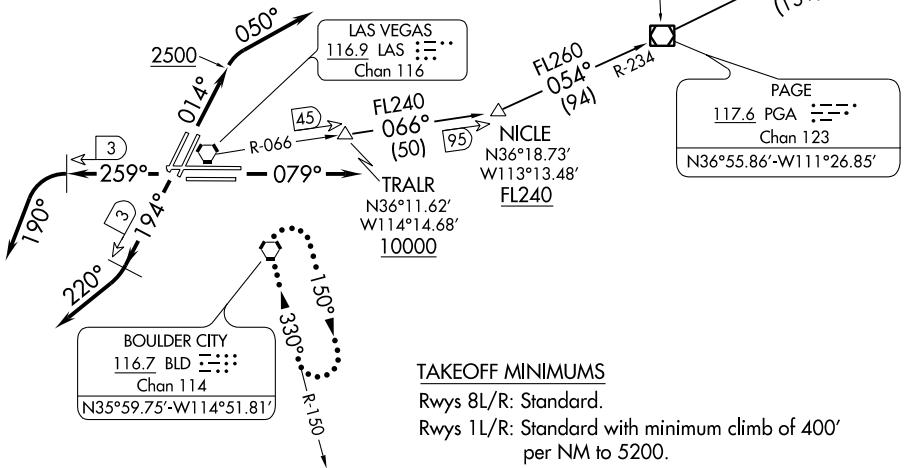 050°
2500
014°
LAS VEGAS
116.9 LAS
Chan 116
FL260
054°
(94)
R-234
PAGE
117.6 PGA
Chan 123
N36°55.86'-W111°26.85'
FL240
066°
(50)
45
R-066
95
NICLE
N36°18.73'
W113°13.48'
FL240
3
259°
079°
TRALR
N36°11.62'
W114°14.68'
10000
190°
3
194°
220°
150°
330°
R-150
BOULDER CITY
116.7 BLD
Chan 114
N35°59.75'-W114°51.81'
TAKEOFF MINIMUMS
Rwys 8L/R: Standard.
Rwys 1L/R: Standard with minimum climb of 400'
per NM to 5200.